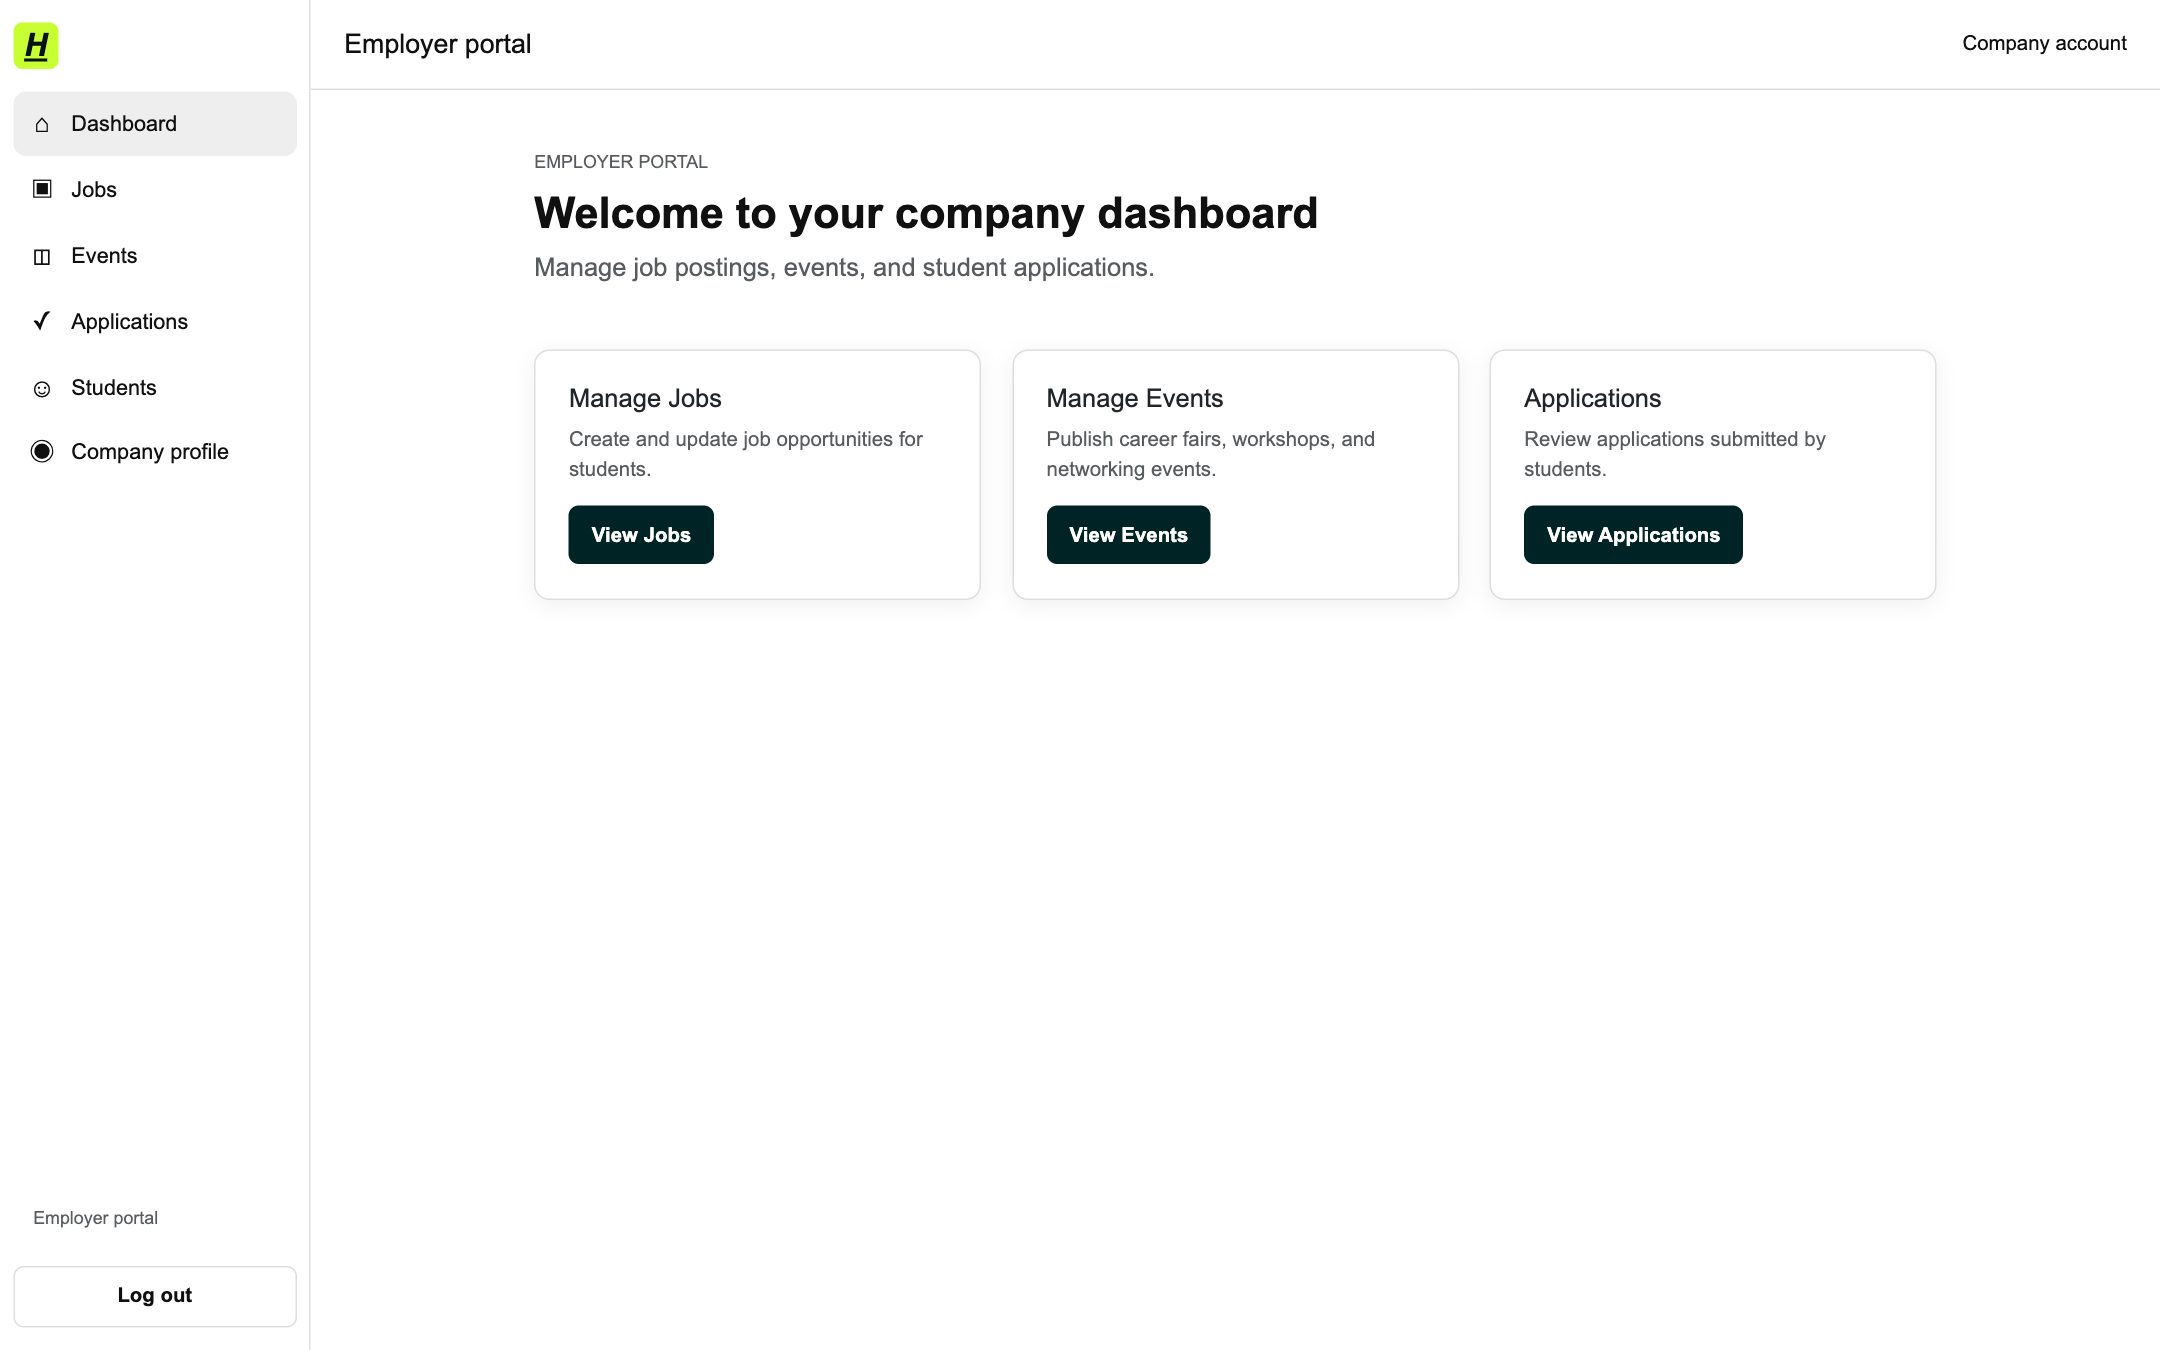 H
Dashboard
Jobs
Events
Applications
Students
Company profile
Employer portal
Log out
Employer portal
Company account
EMPLOYER PORTAL
Welcome to your company dashboard
Manage job postings, events, and student applications.
Manage Jobs
Create and update job opportunities for
students.
View Jobs
Manage Events
Publish career fairs, workshops, and
networking events.
View Events
Applications
Review applications submitted by
students.
View Applications